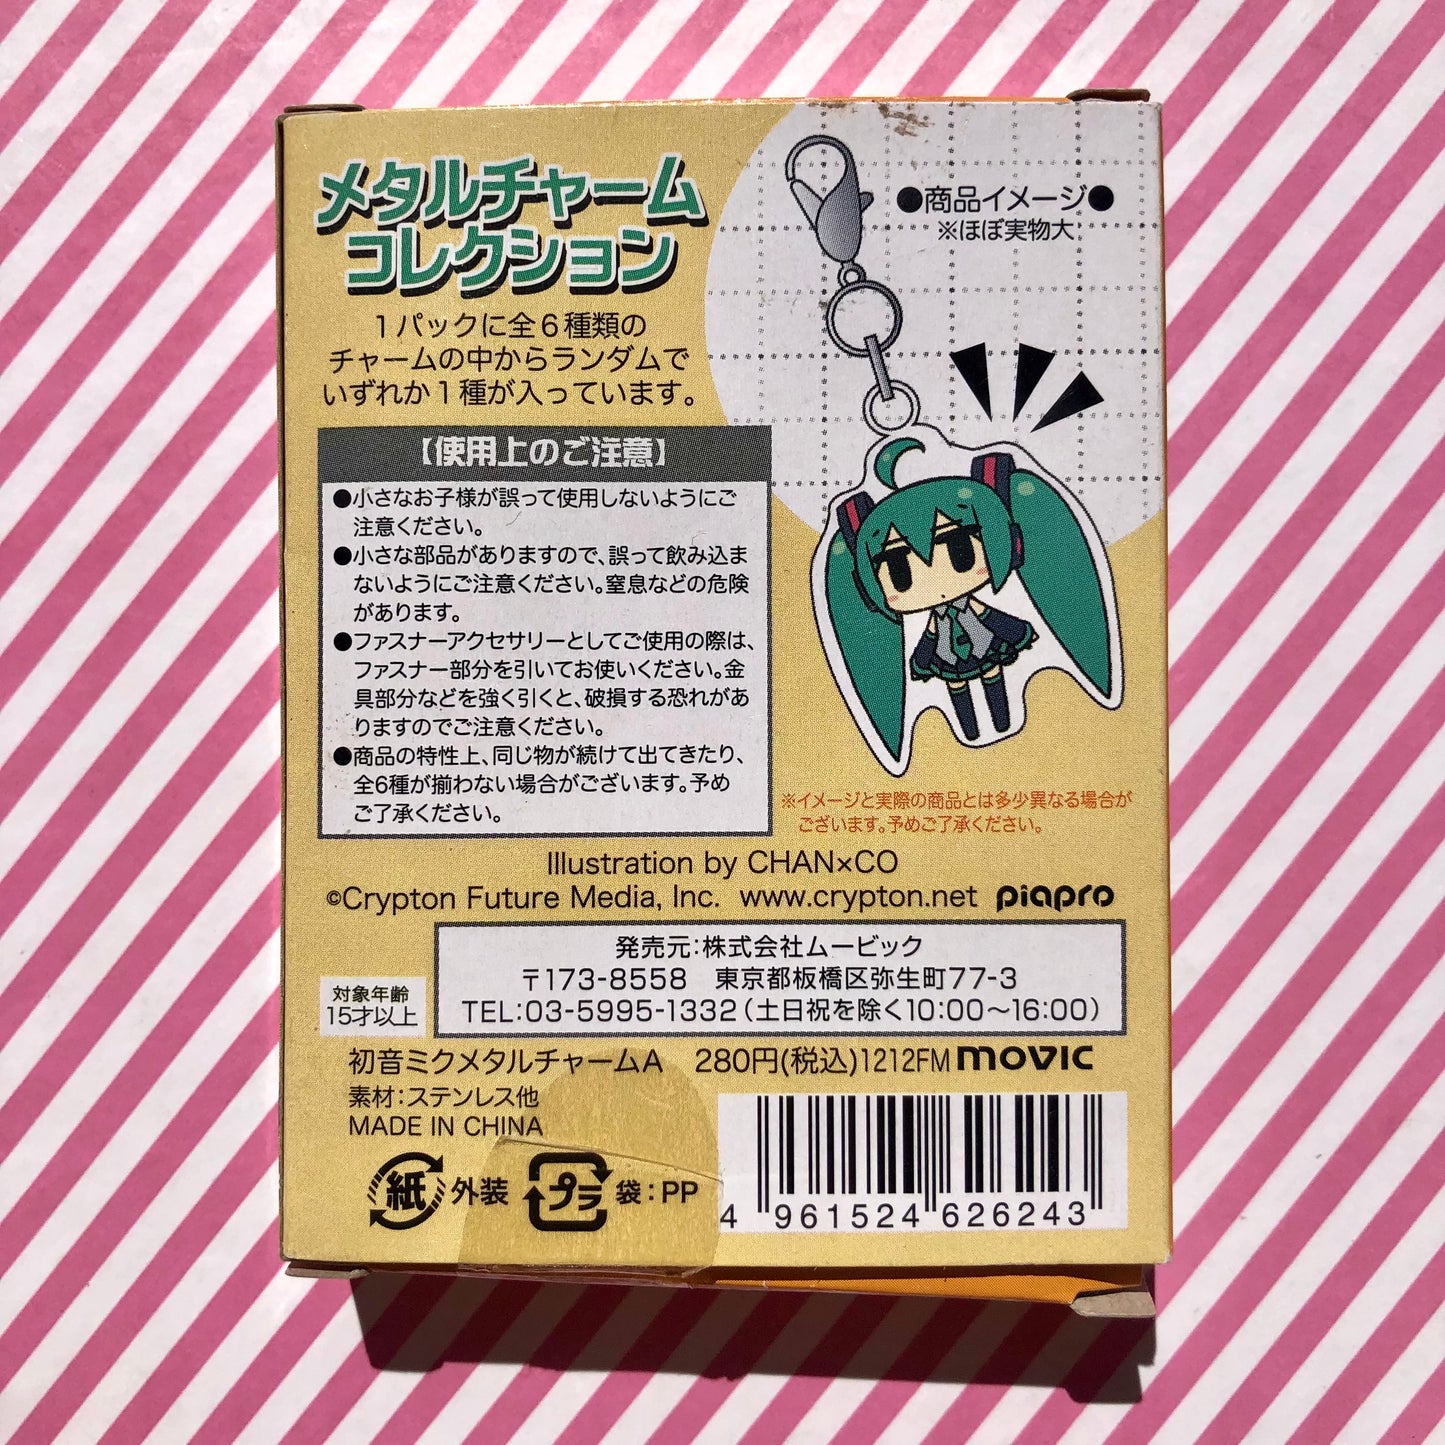 メタルチャーム
コレクション
1パックに全6種類の
チャームの中からランダムで
いずれか1種が入っています。
●商品イメージ●
※ほぼ実物大
【使用上のご注意】
●小さなお子様が誤って使用しないようにご
注意ください。
●小さな部品がありますので、誤って飲み込ま
ないようにご注意ください。窒息などの危険
があります。
●ファスナーアクセサリーとしてご使用の際は、
ファスナー部分を引いてお使いください。金
具部分などを強く引くと、破損する恐れがあ
りますのでご注意ください。
●商品の特性上、同じ物が続けて出てきたり、
全6種が揃わない場合がございます。予め
ご了承ください。
※イメージと実際の商品とは多少異なる場合が
ございます。予めご了承ください。
Illustration by CHAN×CO
©Crypton Future Media, Inc. www.crypton.net piapro
発売元:株式会社ムービック
〒173-8558 東京都板橋区弥生町77-3
TEL:03-5995-1332(土日祝を除く10:00〜16:00)
対象年齢
15才以上
初音ミクメタルチャームA 280円(税込)1212FM movic
素材:ステンレス他
MADE IN CHINA
紙 外装 プラ 袋:PP
4 961524 626243